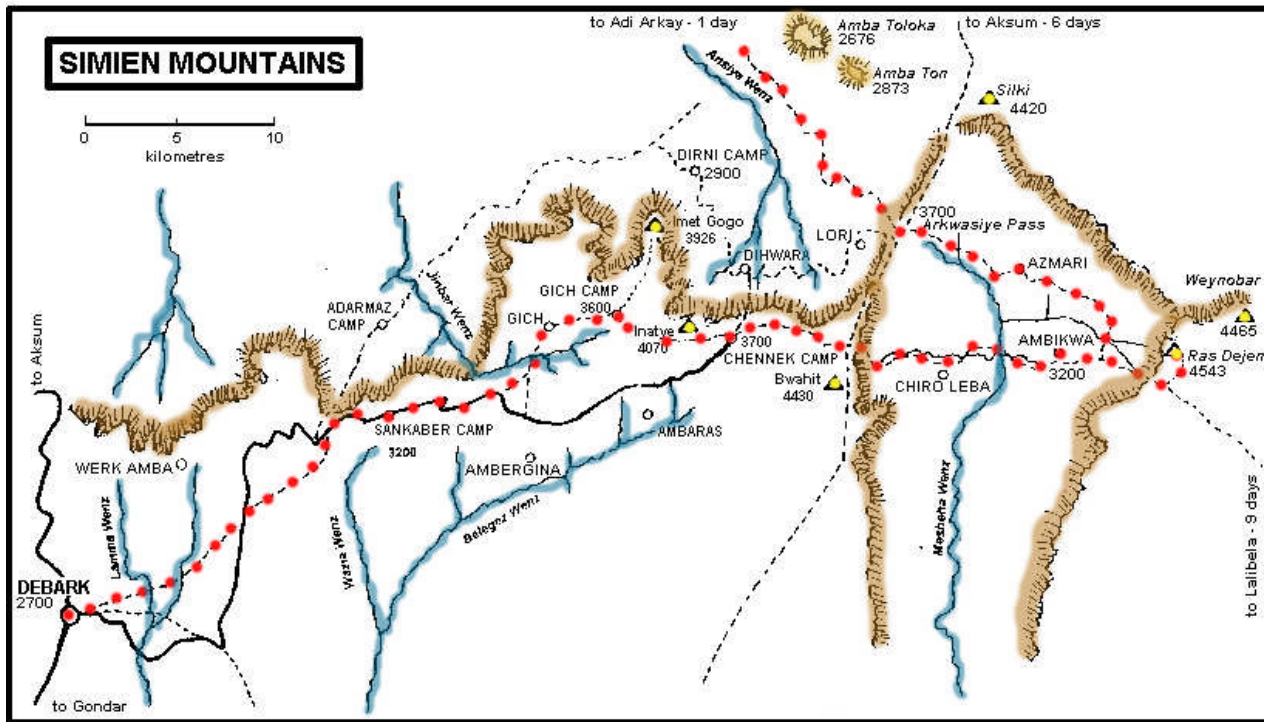 to Adi Arkay - 1 day
to Aksum - 6 days
SIMIEN MOUNTAINS
Amba Toloka
2676
Amba Ton
2873
Ansiya Wenz
Silki
4420
0 5 10
kilometres
DIRNI CAMP
2900
Imet Gogo
3926
LORI
3700
Arkwasiye Pass
DIHWARA
AZMARI
Weynobar
4465
Jinbar Wenz
GICH CAMP
3600
ADARMAZ
CAMP
GICH
Inatye
4070
3700
CHENNEK CAMP
AMBIKWA
3200
Ras Dejen
4543
to Aksum
Bwahit
4430
CHIRO LEBA
SANKABER CAMP
3200
AMBARAS
WERK AMBA
AMBERGINA
Lamma Wenz
Wazla Wenz
Belegez Wenz
Mesheha Wenz
DEBARK
2700
to Lalibela - 9 days
to Gondar